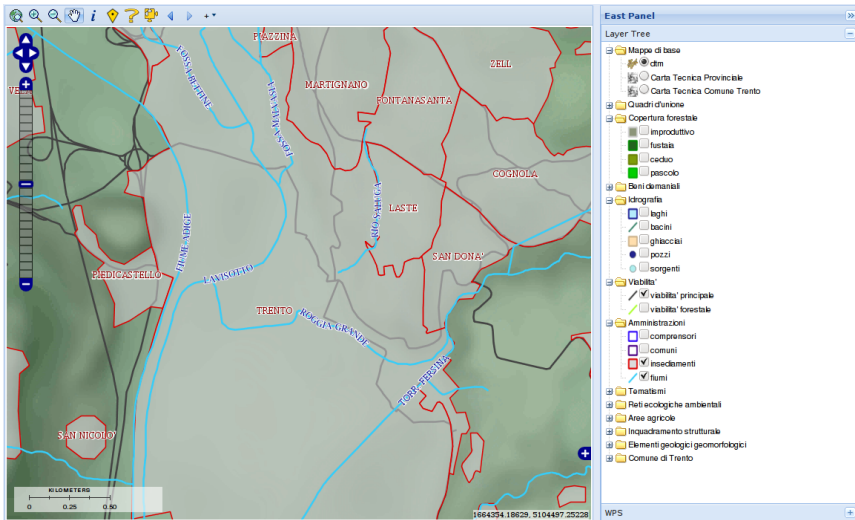 East Panel
Layer Tree
Mappe di base
dtm
Carta Tecnica Provinciale
Carta Tecnica Comune Trento
Quadri d'unione
Copertura forestale
improduttivo
fustaia
ceduo
pascolo
Beni demaniali
Idrografia
laghi
bacini
ghiacciai
pozzi
sorgenti
Viabilita'
viabilita' principale
viabilita' forestale
Amministrazioni
comprensori
comuni
insediamenti
fiumi
Tematismi
Reti ecologiche ambientali
Aree agricole
Inquadramento strutturale
Elementi geologici geomorfologici
Comune di Trento
WPS
PIAZZINA
ZELL
MARTIGNANO
FONTANASANTA
COGNOLA
LASTE
SAN DONA'
PIEDICASTELLO
TRENTO
SAN NICOLO'
FIUME ADIGE
LAVISOTTO
RIO SALUGA
ROGGIA GRANDE
TORR. FERSINA
KILOMETERS
0 0.25 0.50
1664354.18629, 5104497.25228